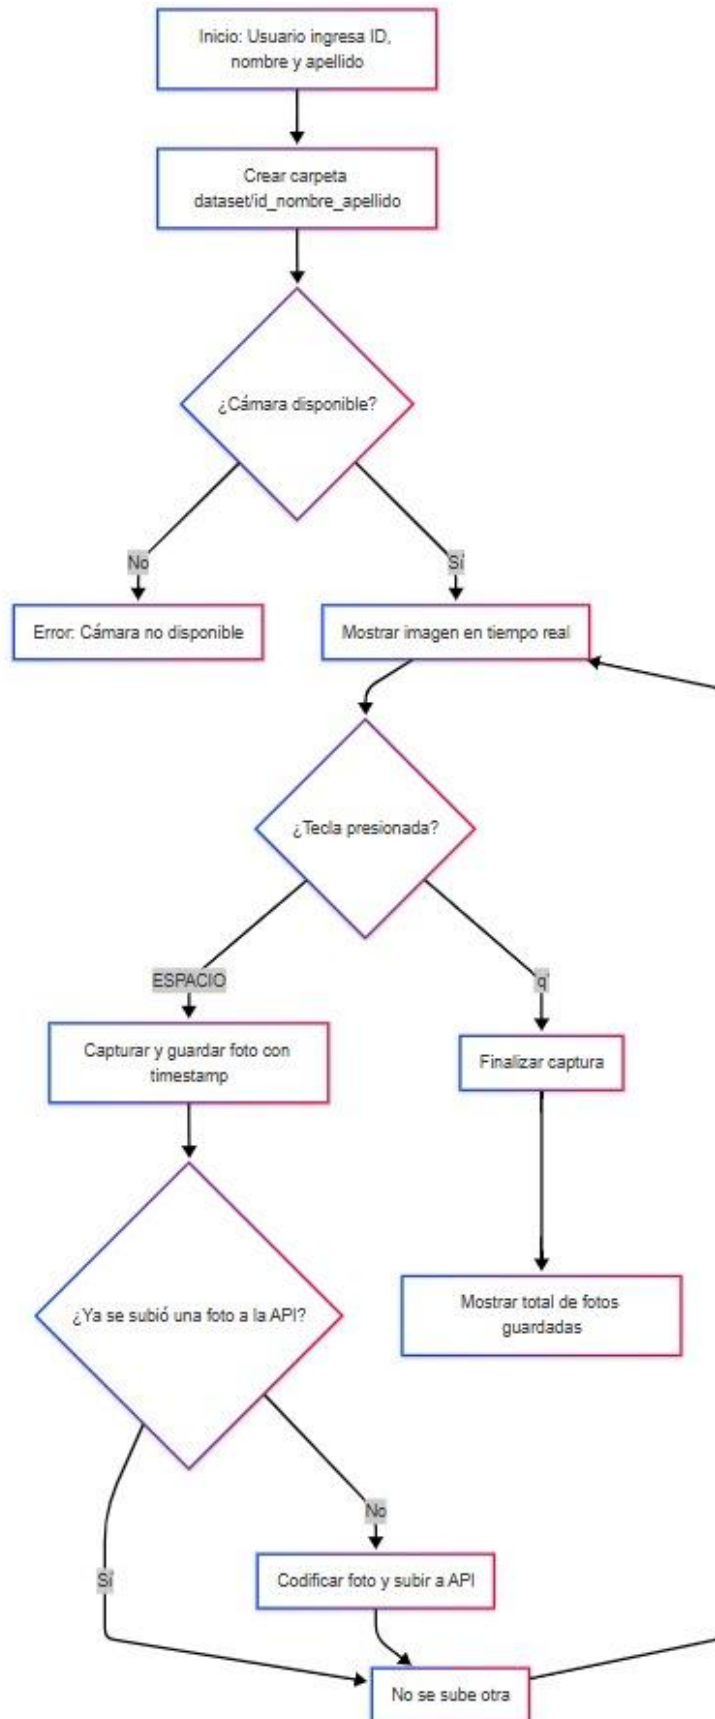 Inicio: Usuario ingresa ID,
nombre y apellido
Crear carpeta
dataset/id_nombre_apellido
¿Cámara disponible?
No
Sí
Error: Cámara no disponible
Mostrar imagen en tiempo real
¿Tecla presionada?
ESPACIO
q'
Capturar y guardar foto con
timestamp
Finalizar captura
¿Ya se subió una foto a la API?
Mostrar total de fotos
guardadas
No
Sí
Codificar foto y subir a API
No se sube otra